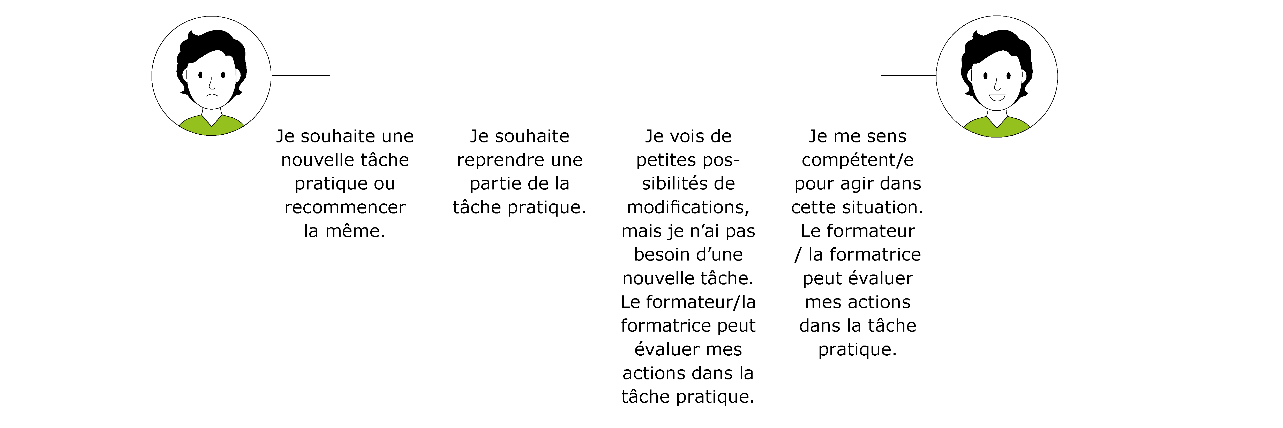 Je souhaite une
nouvelle tâche
pratique ou
recommencer
la même.
Je souhaite
reprendre une
partie de la
tâche pratique.
Je vois de
petites pos-
sibilités de
modifications,
mais je n’ai pas
besoin d’une
nouvelle tâche.
Le formateur/la
formatrice peut
évaluer mes
actions dans la
tâche pratique.
Je me sens
compétent/e
pour agir dans
cette situation.
Le formateur
/ la formatrice
peut évaluer
mes actions
dans la tâche
pratique.